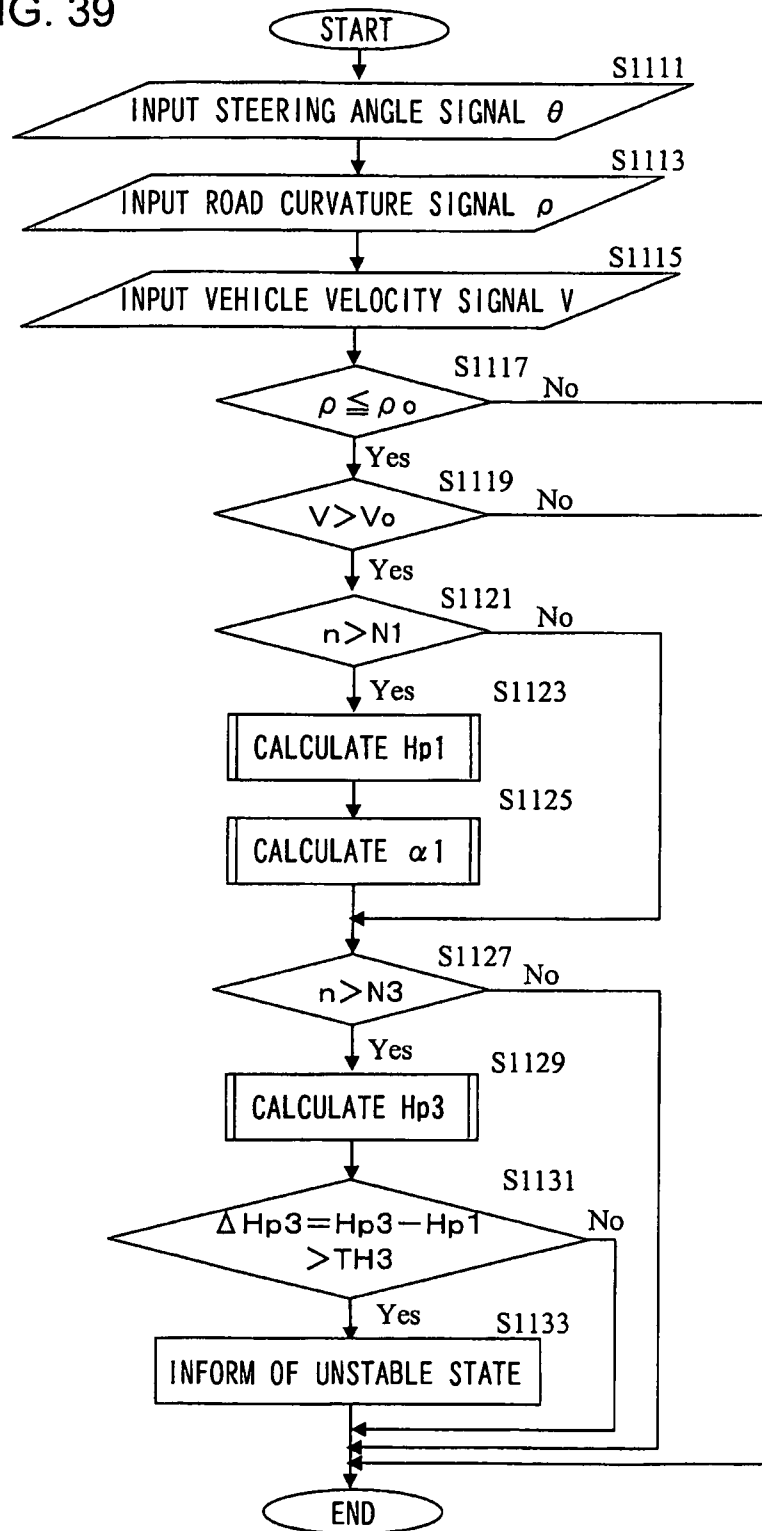 IG. 39
START
S1111
INPUT STEERING ANGLE SIGNAL θ
S1113
INPUT ROAD CURVATURE SIGNAL ρ
S1115
INPUT VEHICLE VELOCITY SIGNAL V
S1117
ρ ≦ ρo
No
Yes
S1119
V>Vo
No
Yes
S1121
n>N1
No
Yes
S1123
CALCULATE Hp1
S1125
CALCULATE α1
S1127
n>N3
No
Yes
S1129
CALCULATE Hp3
S1131
ΔHp3=Hp3-Hp1
>TH3
No
Yes
S1133
INFORM OF UNSTABLE STATE
END